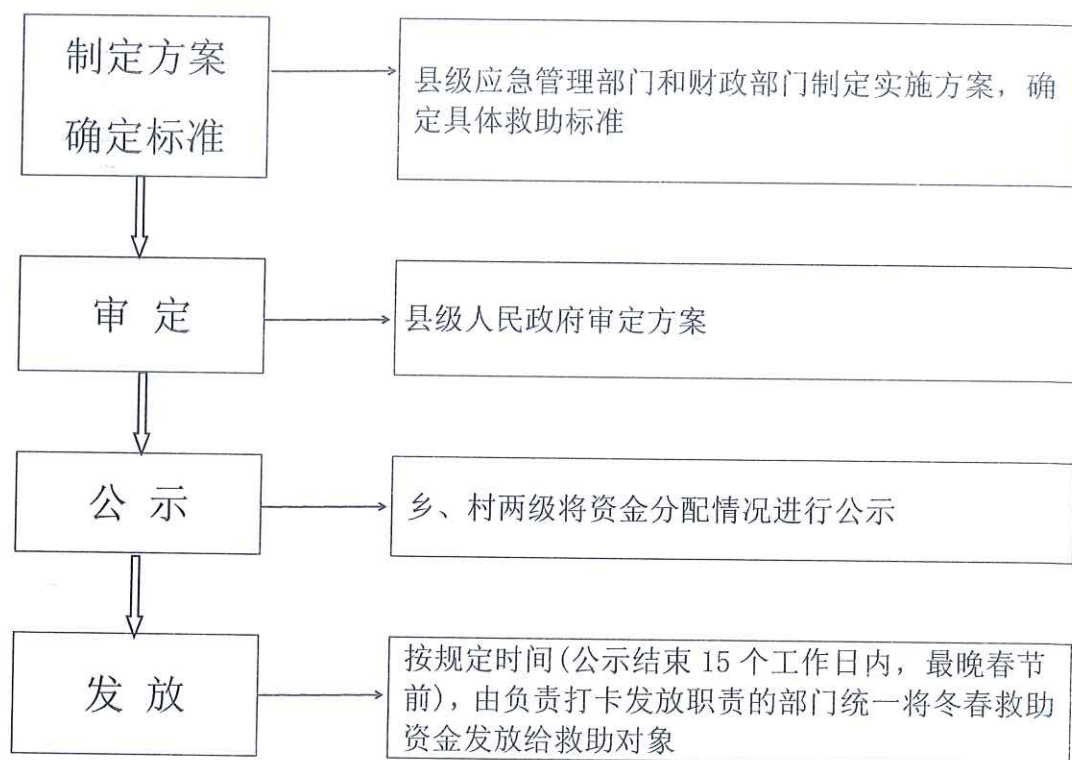 制定方案
确定标准
县级应急管理部门和财政部门制定实施方案，确
定具体救助标准
审 定
县级人民政府审定方案
公 示
乡、村两级将资金分配情况进行公示
发 放
按规定时间(公示结束 15 个工作日内，最晚春节
前)，由负责打卡发放职责的部门统一将冬春救助
资金发放给救助对象